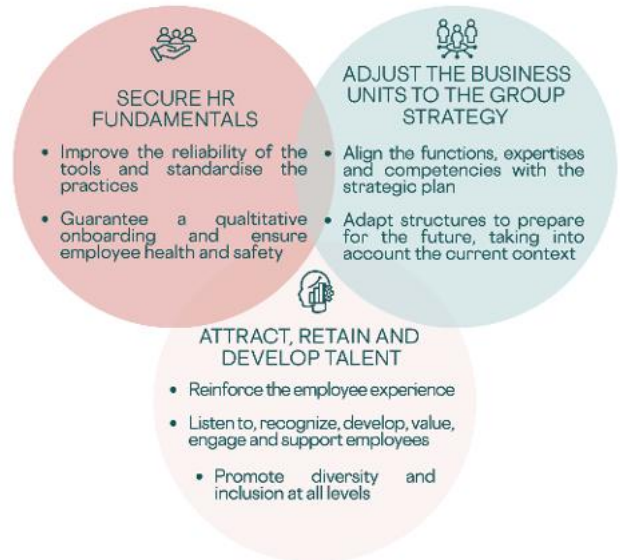 SECURE HR
FUNDAMENTALS
• Improve the reliability of the
tools and standardise the
practices
• Guarantee a qualtitative
onboarding and ensure
employee health and safety
ADJUST THE BUSINESS
UNITS TO THE GROUP
STRATEGY
• Align the functions, expertises
and competencies with the
strategic plan
• Adapt structures to prepare
for the future, taking into
account the current context
ATTRACT, RETAIN AND
DEVELOP TALENT
• Reinforce the employee experience
• Listen to, recognize, develop, value,
engage and support employees
• Promote diversity and
inclusion at all levels